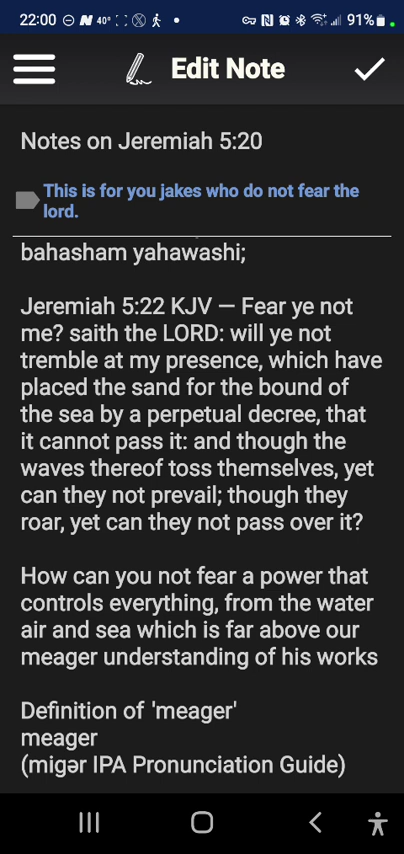 22:00 40° 91%
Edit Note
Notes on Jeremiah 5:20
This is for you jakes who do not fear the
lord.
bahasham yahawashi;
Jeremiah 5:22 KJV — Fear ye not
me? saith the LORD: will ye not
tremble at my presence, which have
placed the sand for the bound of
the sea by a perpetual decree, that
it cannot pass it: and though the
waves thereof toss themselves, yet
can they not prevail; though they
roar, yet can they not pass over it?
How can you not fear a power that
controls everything, from the water
air and sea which is far above our
meager understanding of his works
Definition of 'meager'
meager
(migər IPA Pronunciation Guide)